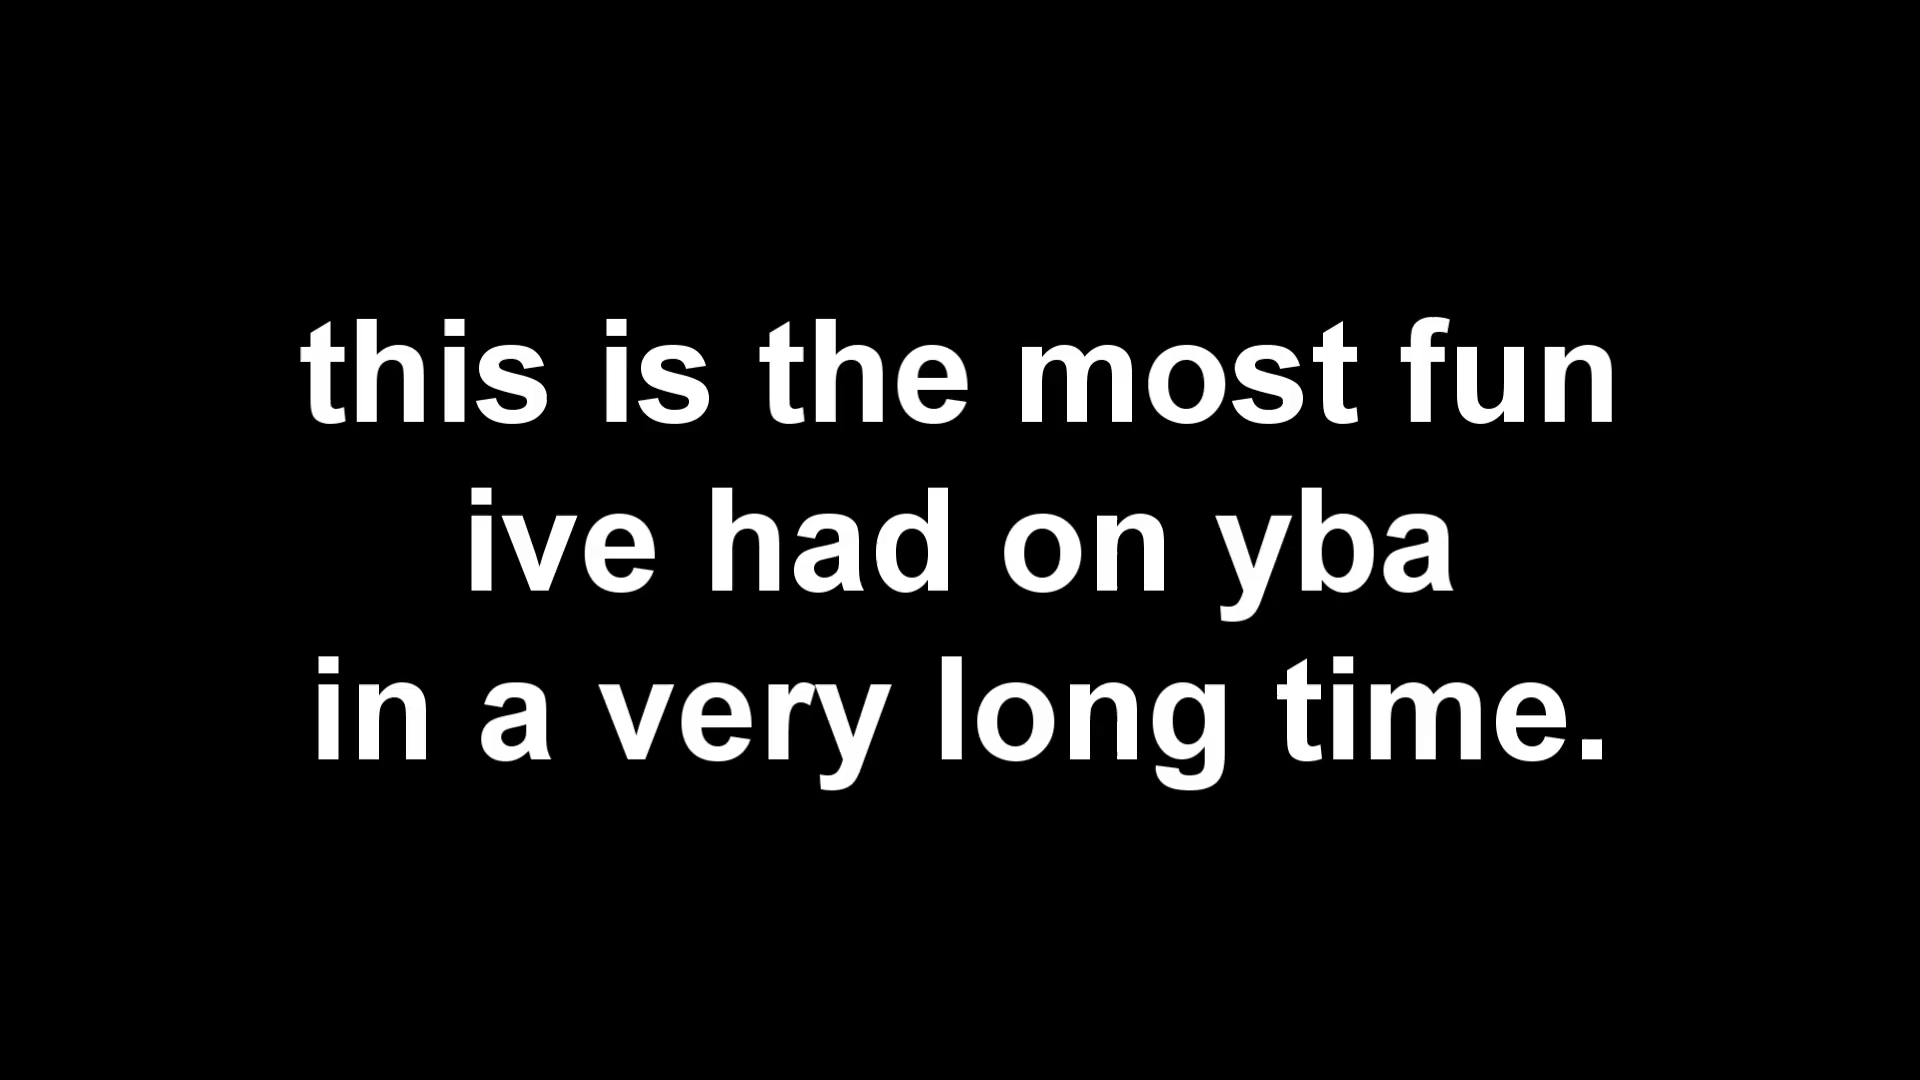 this is the most fun
ive had on yba
in a very long time.